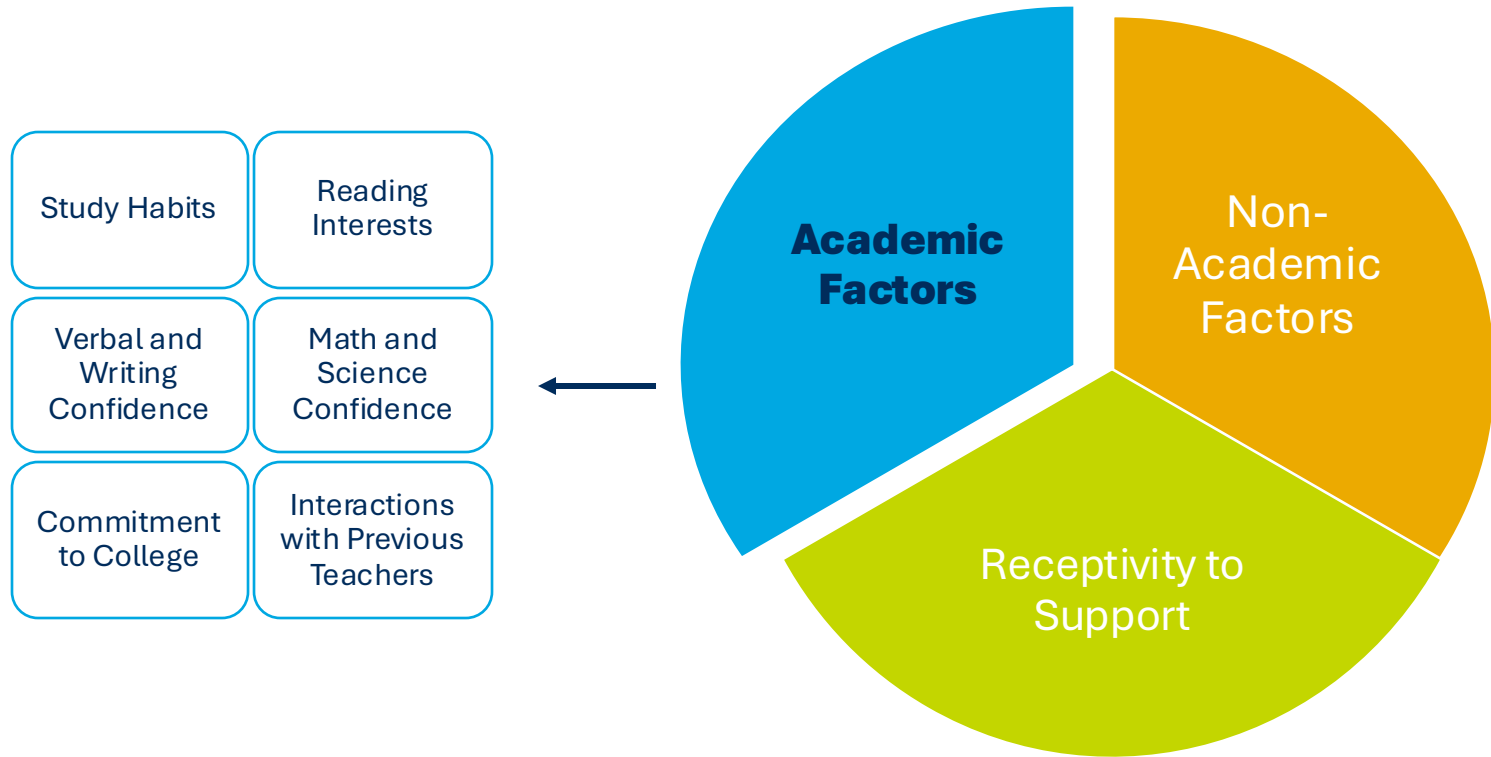 Study Habits
Reading
Interests
Verbal and
Writing
Confidence
Math and
Science
Confidence
Commitment
to College
Interactions
with Previous
Teachers
Academic
Factors
Non-
Academic
Factors
Receptivity to
Support